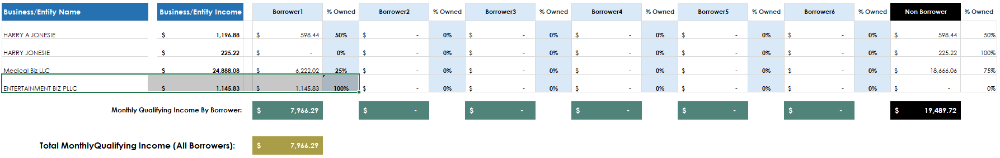 Business/Entity Name Business/Entity Income Borrower1 % Owned Borrower2 % Owned Borrower3 % Owned Borrower4 % Owned Borrower5 % Owned Borrower6 % Owned Non Borrower % Owned
HARRY A JONESIE $ 1,196.88 $ 598.44 50% $ - 0% $ - 0% $ - 0% $ - 0% $ - 0% $ 598.44 50%
HARRY JONESIE $ 225.22 $ - 0% $ - 0% $ - 0% $ - 0% $ - 0% $ - 0% $ 225.22 100%
Medical Biz LLC $ 24,888.08 $ 6,222.02 25% $ - 0% $ - 0% $ - 0% $ - 0% $ - 0% $ 18,666.06 75%
ENTERTAINMENT BIZ PLLC $ 1,145.83 $ 1,145.83 100% $ - 0% $ - 0% $ - 0% $ - 0% $ - 0% $ - 0%
Monthly Qualifying Income By Borrower: $ 7,966.29 $ - $ - $ - $ - $ - $ 19,489.72
Total MonthlyQualifying Income (All Borrowers): $ 7,966.29